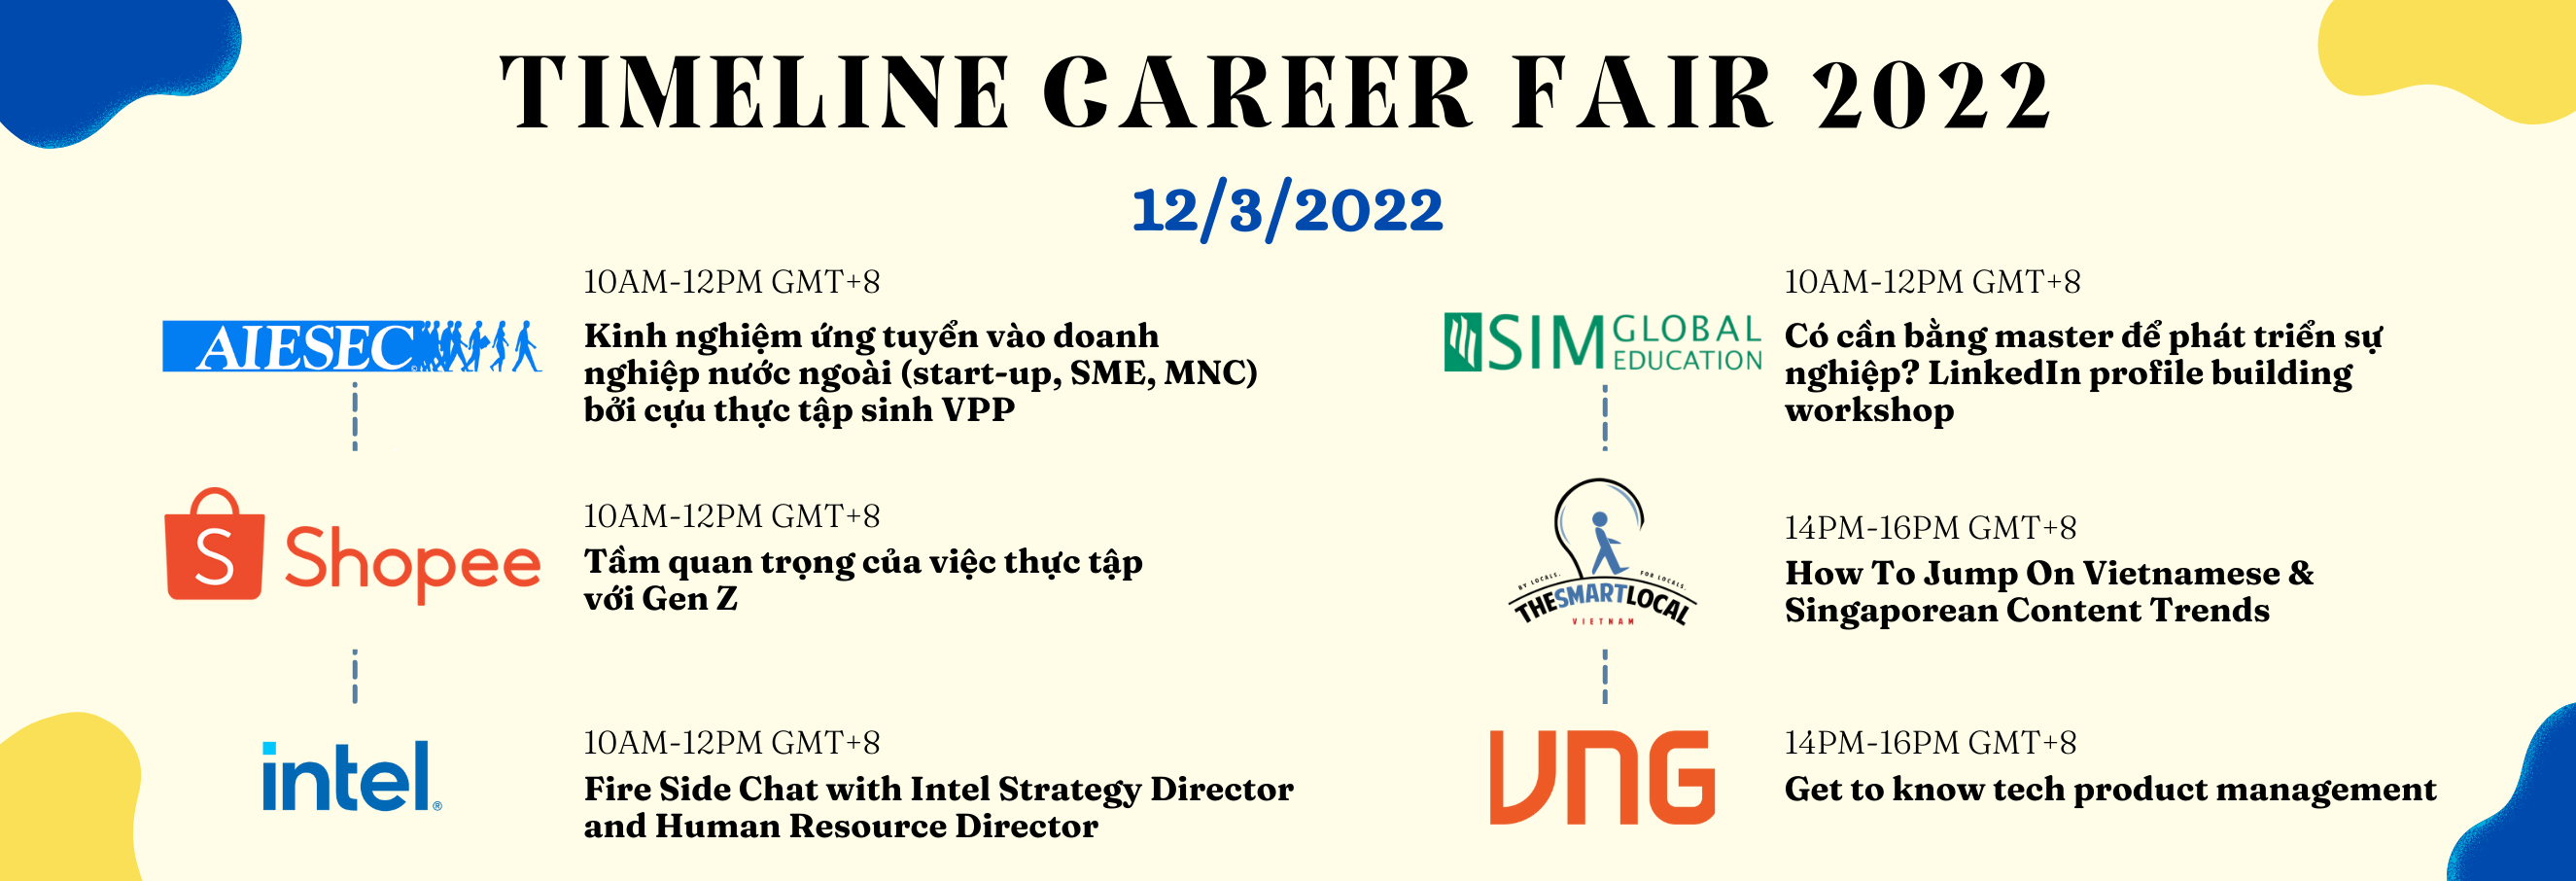 TIMELINE CAREER FAIR 2022
12/3/2022
AIESEC
10AM-12PM GMT+8
Kinh nghiệm ứng tuyển vào doanh
nghiệp nước ngoài (start-up, SME, MNC)
bởi cựu thực tập sinh VPP
S Shopee
10AM-12PM GMT+8
Tầm quan trọng của việc thực tập
với Gen Z
intel®
10AM-12PM GMT+8
Fire Side Chat with Intel Strategy Director
and Human Resource Director
SIM GLOBAL
EDUCATION
10AM-12PM GMT+8
Có cần bằng master để phát triển sự
nghiệp? LinkedIn profile building
workshop
BY LOCALS. FOR LOCALS.
THESMARTLOCAL
VIETNAM
14PM-16PM GMT+8
How To Jump On Vietnamese &
Singaporean Content Trends
VNG
14PM-16PM GMT+8
Get to know tech product management